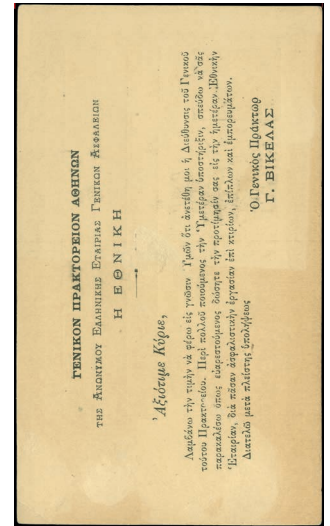 ΓΕΝΙΚΟΝ ΠΡΑΚΤΟΡΕΙΟΝ ΑΘΗΝΩΝ
ΤΗΣ ΑΝΩΝΥΜΟΥ ΕΛΛΗΝΙΚΗΣ ΕΤΑΙΡΙΑΣ ΓΕΝΙΚΩΝ ΑΣΦΑΛΕΙΩΝ
Η ΕΘΝΙΚΗ
Ἀξιότιμε Κύριε,
Λαμβάνω τὴν τιμὴν νὰ φέρω εἰς γνῶσιν Ὑμῶν ὅτι ἀνετέθη μοι ἡ Διεύθυνσις τοῦ Γενικοῦ
τούτου Πρακτορείου. Περὶ πολλοῦ ποιούμενος τὴν Ὑμετέραν ὑποστήριξιν, σπεύδω νὰ σᾶς
παρακαλέσω ὅπως εὐαρεστούμενος δώσητε τὴν προτίμησίν σας εἰς τὴν ἡμετέραν Ἐθνικὴν
Ἑταιρίαν, διὰ πᾶσαν ἀσφαλιστικὴν ἐργασίαν ἐπὶ κτιρίων, ἐπίπλων καὶ ἐμπορευμάτων.
Διατελῶ μετὰ πλείστης ὑπολήψεως
Ὁ Γενικὸς Πράκτωρ
Γ. ΒΙΚΕΛΑΣ